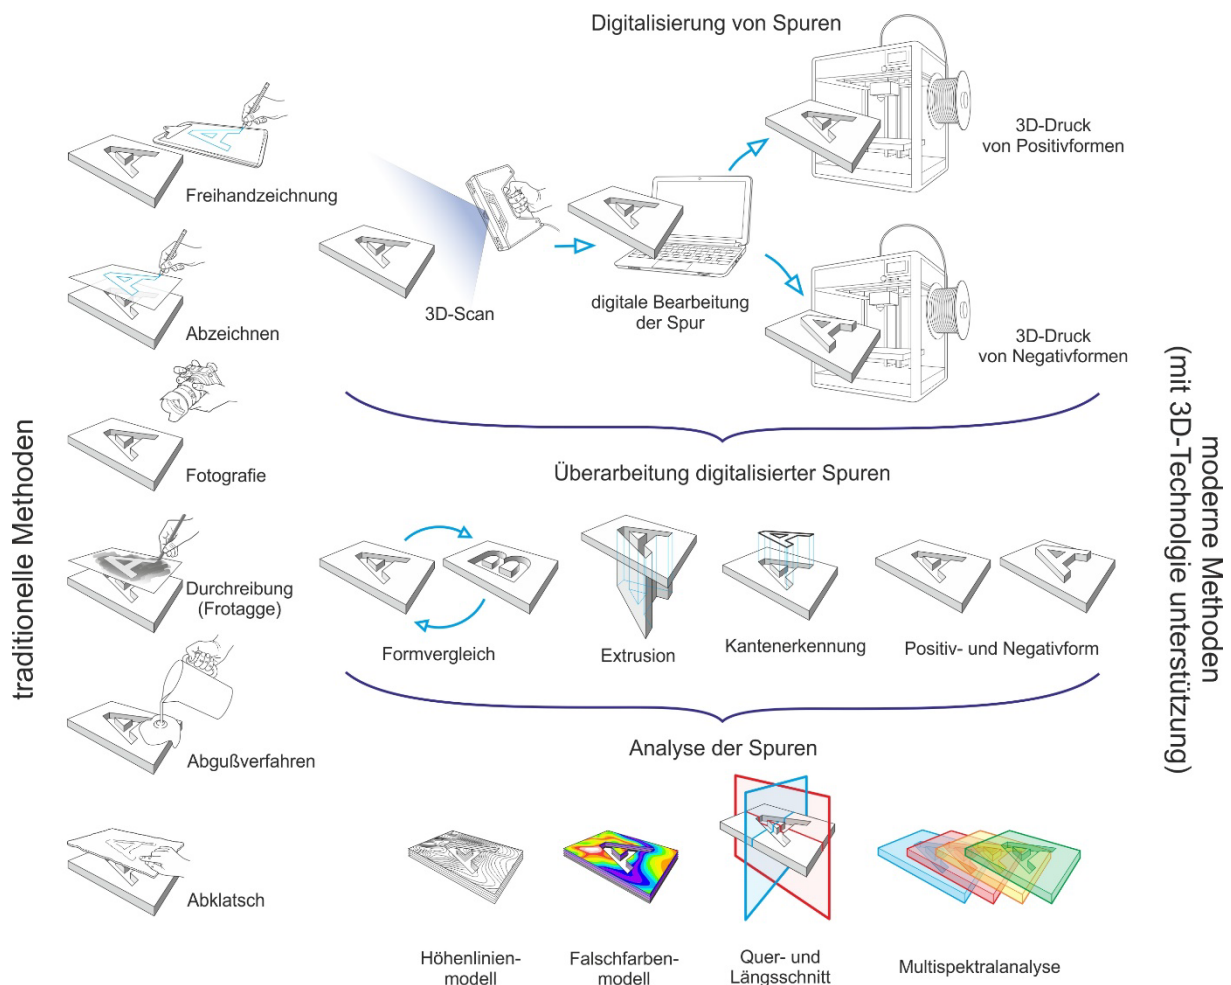 traditionelle Methoden
Freihandzeichnung
Abzeichnen
Fotografie
Durchreibung
(Frotagge)
Abgußverfahren
Abklatsch
Digitalisierung von Spuren
3D-Scan
digitale Bearbeitung
der Spur
3D-Druck
von Positivformen
3D-Druck
von Negativformen
Überarbeitung digitalisierter Spuren
Formvergleich
Extrusion
Kantenerkennung
Positiv- und Negativform
Analyse der Spuren
Höhenlinien-
modell
Falschfarben-
modell
Quer- und
Längsschnitt
Multispektralanalyse
moderne Methoden
(mit 3D-Technolgie unterstützung)